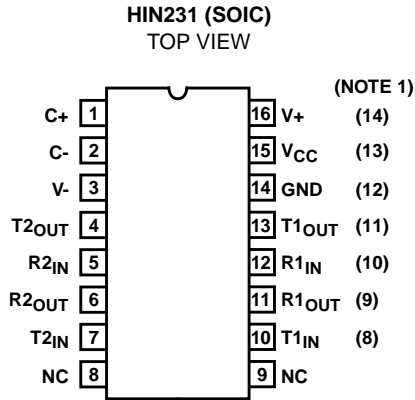 HIN231 (SOIC)
TOP VIEW
(NOTE 1)
C+ 1 16 V+ (14)
C- 2 15 VCC (13)
V- 3 14 GND (12)
T2OUT 4 13 T1OUT (11)
R2IN 5 12 R1IN (10)
R2OUT 6 11 R1OUT (9)
T2IN 7 10 T1IN (8)
NC 8 9 NC